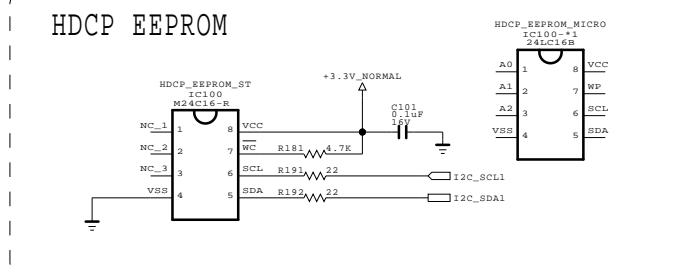 HDCP EEPROM
HDCP_EEPROM_MICRO
IC100-*1
24LC16B
A0 1 8 VCC
A1 2 7 WP
A2 3 6 SCL
VSS 4 5 SDA
+3.3V_NORMAL
HDCP_EEPROM_ST
IC100
M24C16-R
C101
0.1uF
16V
NC_1 1 8 VCC
NC_2 2 7 WC R181 4.7K
NC_3 3 6 SCL R191 22 I2C_SCL1
VSS 4 5 SDA R192 22 I2C_SDA1